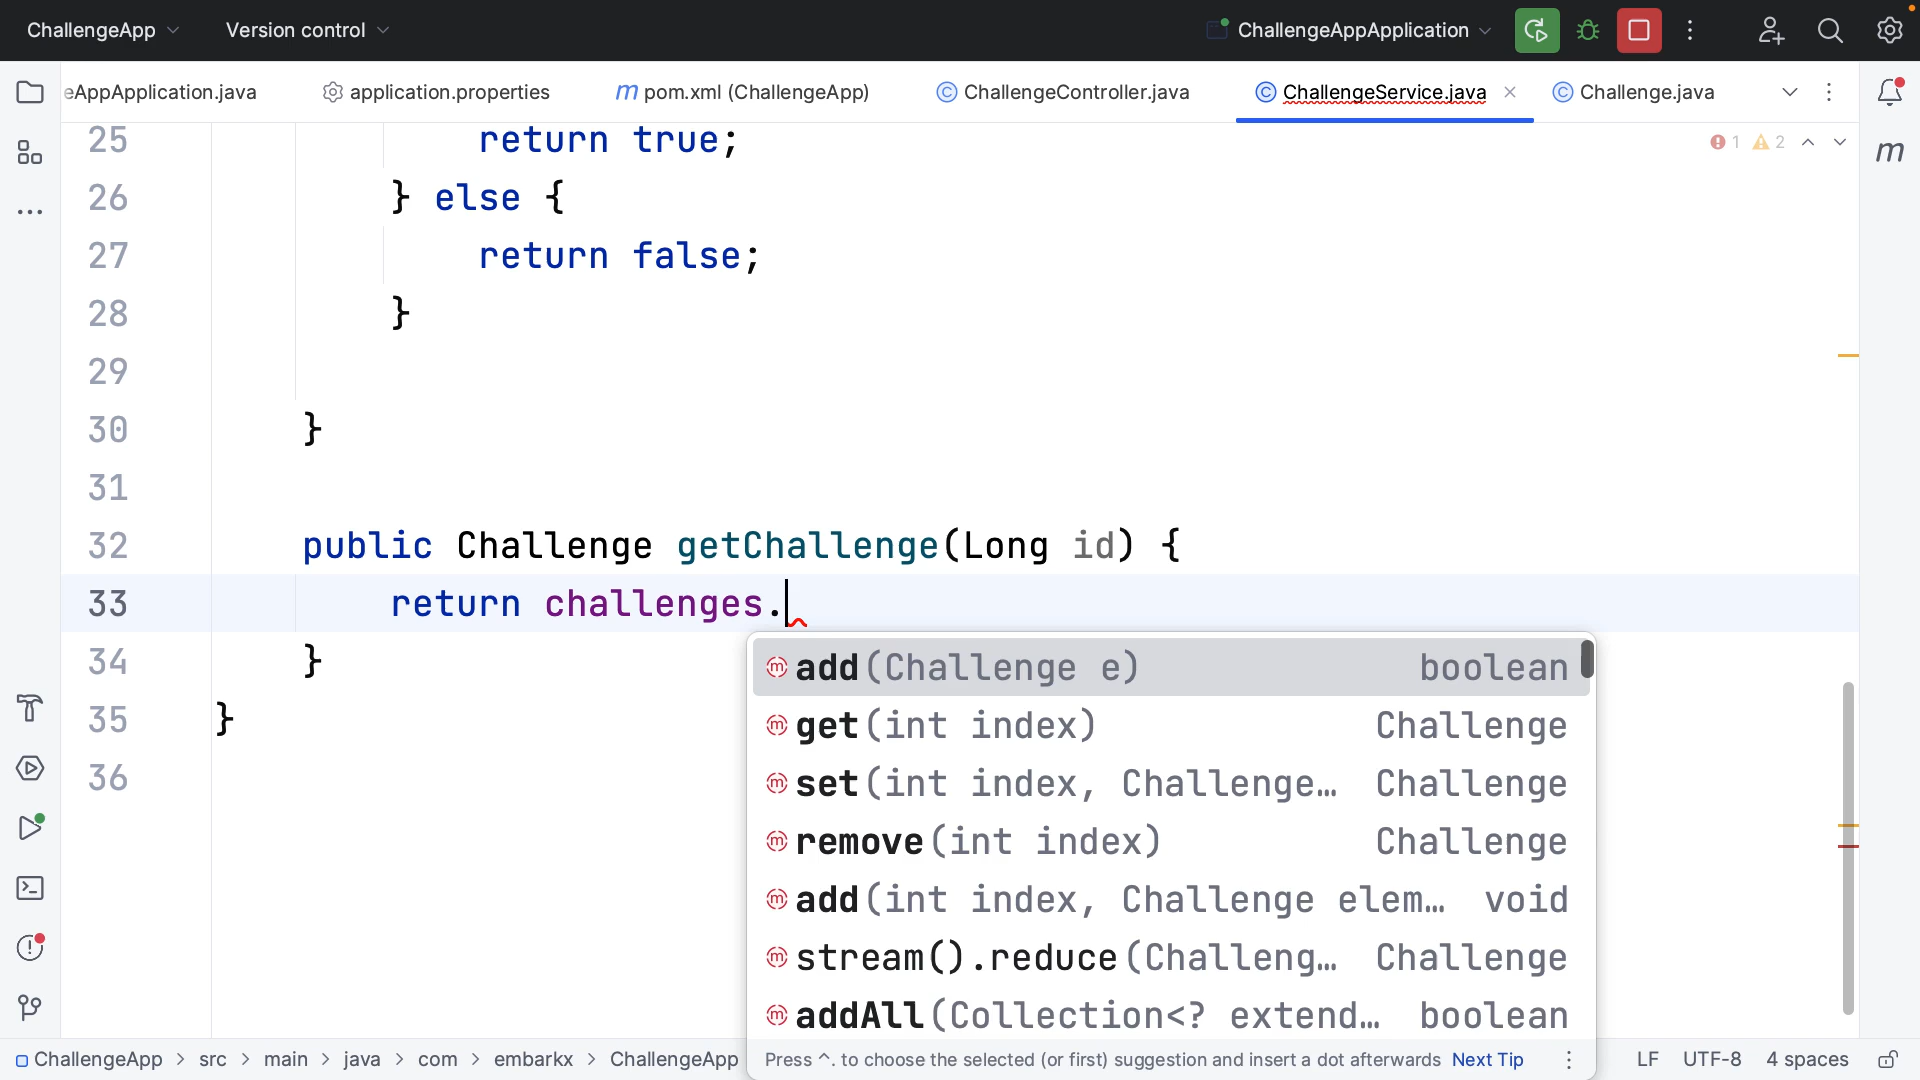 ChallengeApp Version control ChallengeAppApplication
eAppApplication.java application.properties m pom.xml (ChallengeApp) © ChallengeController.java © ChallengeService.java © Challenge.java
25 return true; 1 2
26 } else {
27 return false;
28 }
29
30 }
31
32 public Challenge getChallenge(Long id) {
33 return challenges.
34 }
35 }
36
m add(Challenge e) boolean
m get(int index) Challenge
m set(int index, Challenge… Challenge
m remove(int index) Challenge
m add(int index, Challenge elem… void
m stream().reduce(Challeng… Challenge
m addAll(Collection<? extend… boolean
Press ^. to choose the selected (or first) suggestion and insert a dot afterwards Next Tip
ChallengeApp > src > main > java > com > embarkx > ChallengeApp LF UTF-8 4 spaces
m